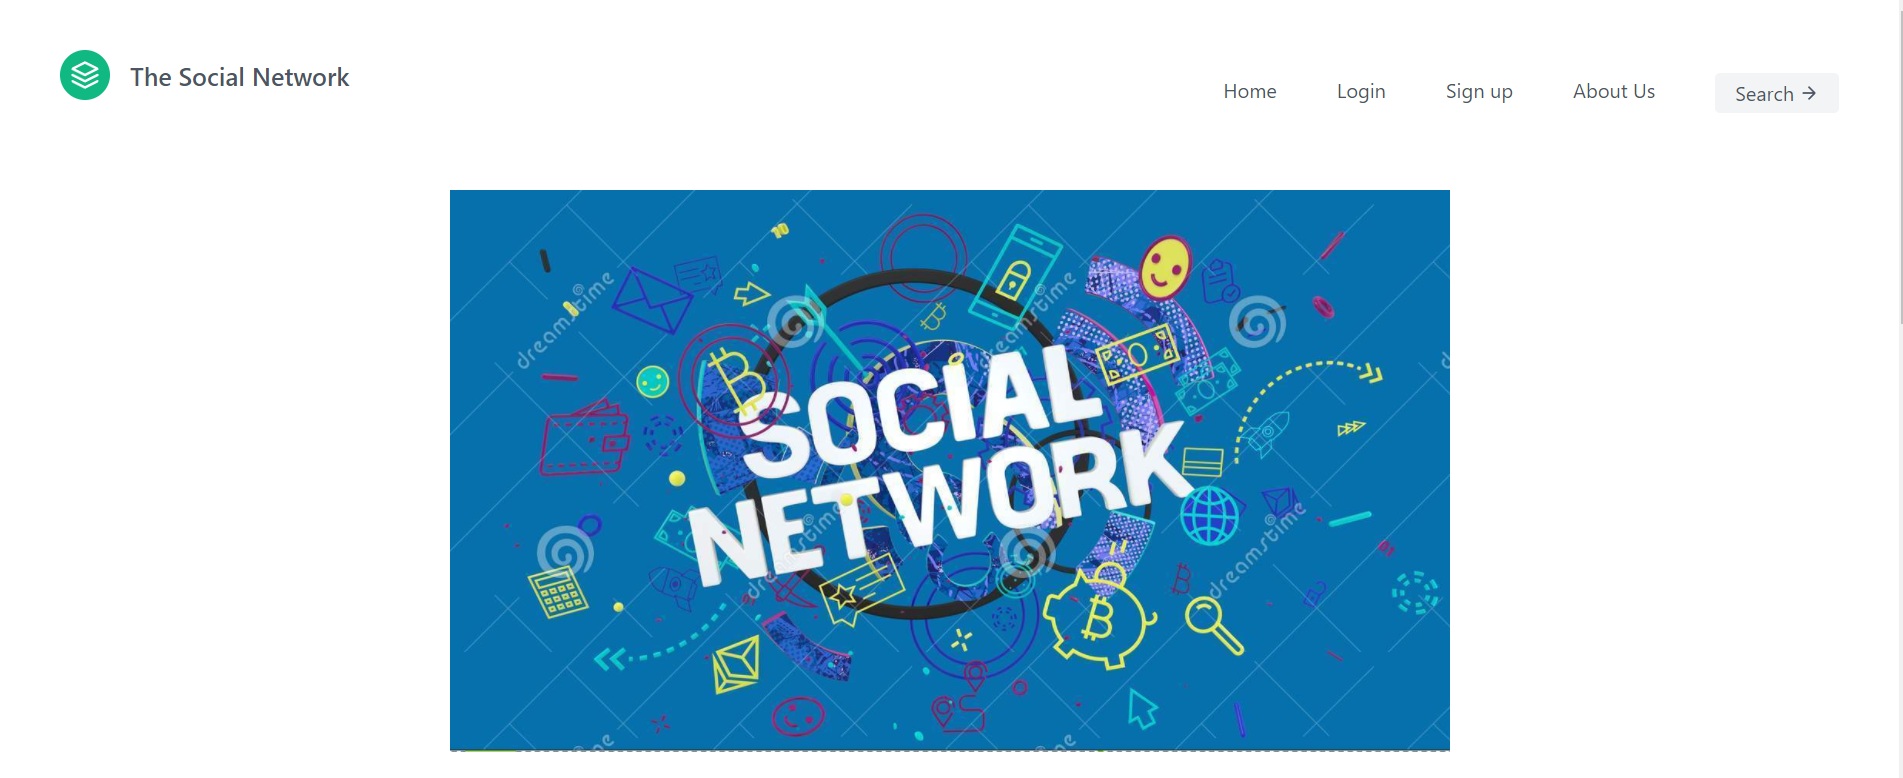 The Social Network
Home
Login
Sign up
About Us
Search →
SOCIAL
NETWORK
dreamstime
dreamstime
dreamstime
dreamstime